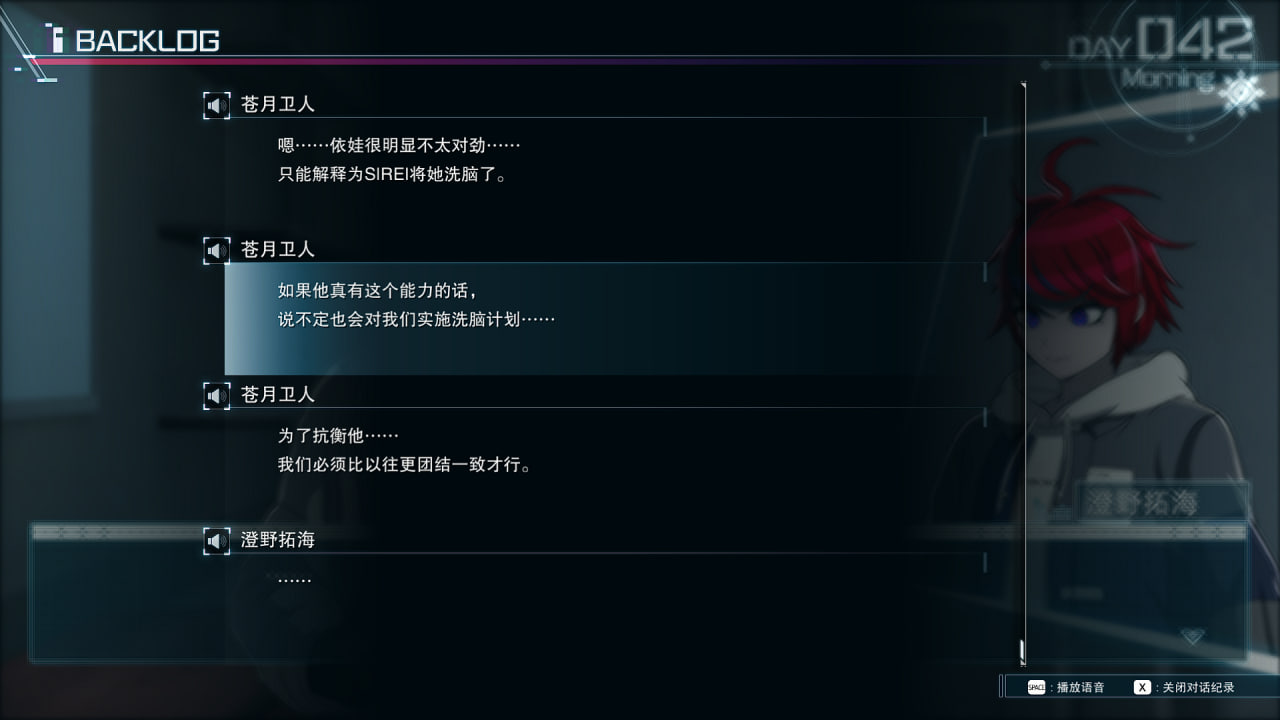 BACKLOG
DAY 042
Morning
苍月卫人
嗯……依娃很明显不太对劲……
只能解释为SIREI将她洗脑了。
苍月卫人
如果他真有这个能力的话，
说不定也会对我们实施洗脑计划……
苍月卫人
为了抗衡他……
我们必须比以往更团结一致才行。
澄野拓海
……
澄野拓海
SPACE：播放语音
X：关闭对话纪录